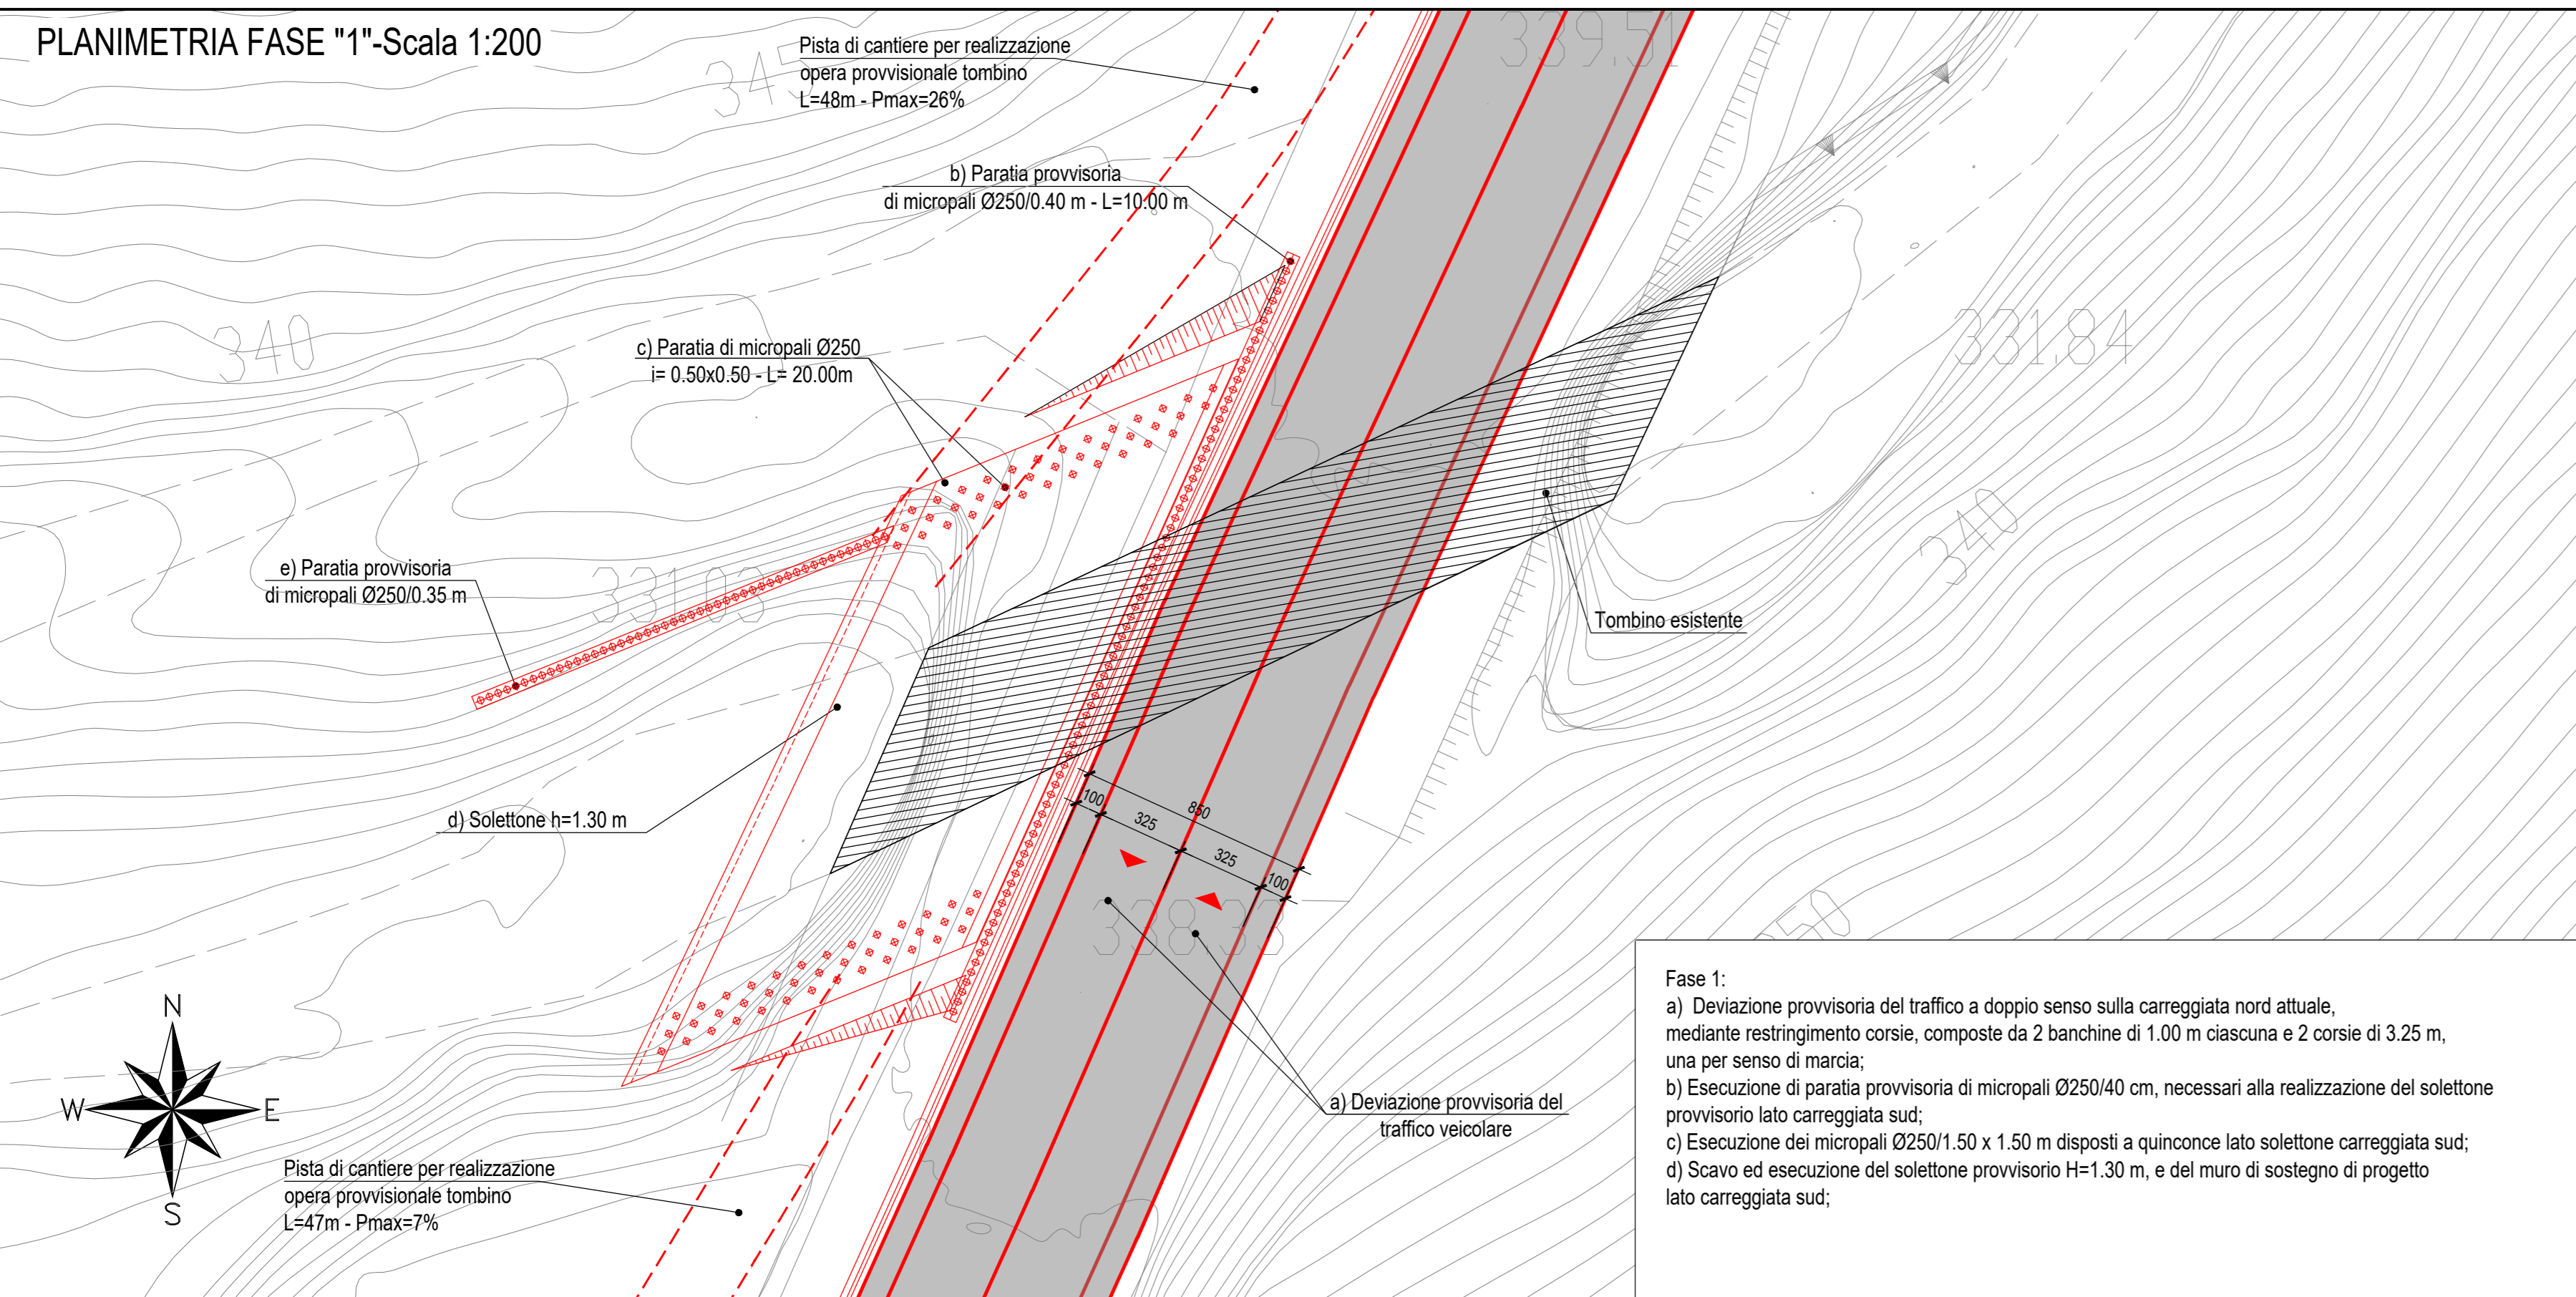 PLANIMETRIA FASE "1"-Scala 1:200
Pista di cantiere per realizzazione
opera provvisionale tombino
L=48m - Pmax=26%
345
339.51
b) Paratia provvisoria
di micropali Ø250/0.40 m - L=10.00 m
340
c) Paratia di micropali Ø250
i= 0.50x0.50 - L= 20.00m
331.84
340
e) Paratia provvisoria
di micropali Ø250/0.35 m
331.03
Tombino esistente
d) Solettone h=1.30 m
100
850
325
325
100
338.33
350
a) Deviazione provvisoria del
traffico veicolare
N
W
E
S
Pista di cantiere per realizzazione
opera provvisionale tombino
L=47m - Pmax=7%
Fase 1:
a) Deviazione provvisoria del traffico a doppio senso sulla carreggiata nord attuale,
mediante restringimento corsie, composte da 2 banchine di 1.00 m ciascuna e 2 corsie di 3.25 m,
una per senso di marcia;
b) Esecuzione di paratia provvisoria di micropali Ø250/40 cm, necessari alla realizzazione del solettone
provvisorio lato carreggiata sud;
c) Esecuzione dei micropali Ø250/1.50 x 1.50 m disposti a quinconce lato solettone carreggiata sud;
d) Scavo ed esecuzione del solettone provvisorio H=1.30 m, e del muro di sostegno di progetto
lato carreggiata sud;